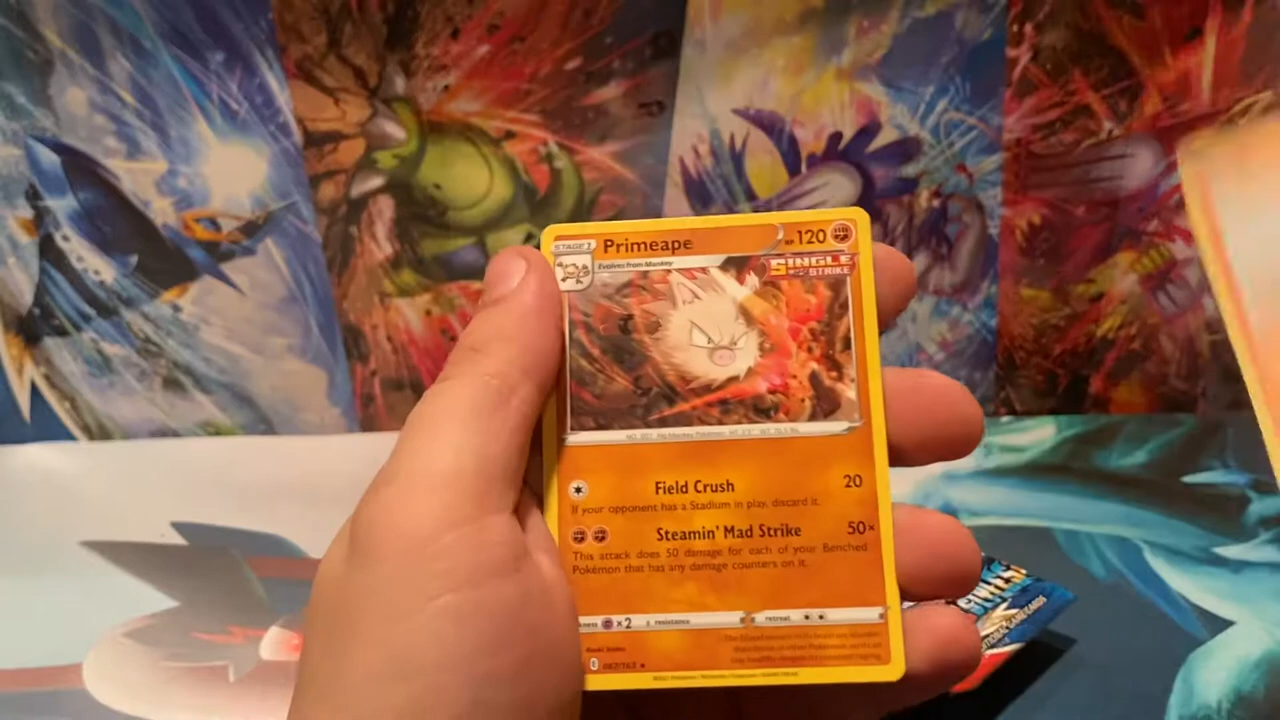 STAGE 1
Primeape
HP 120
Evolves from Mankey
SINGLE
STRIKE
Field Crush 20
If your opponent has a Stadium in play, discard it.
Steamin' Mad Strike 50×
This attack does 50 damage for each of your Benched
Pokémon that has any damage counters on it.
×2 resistance retreat